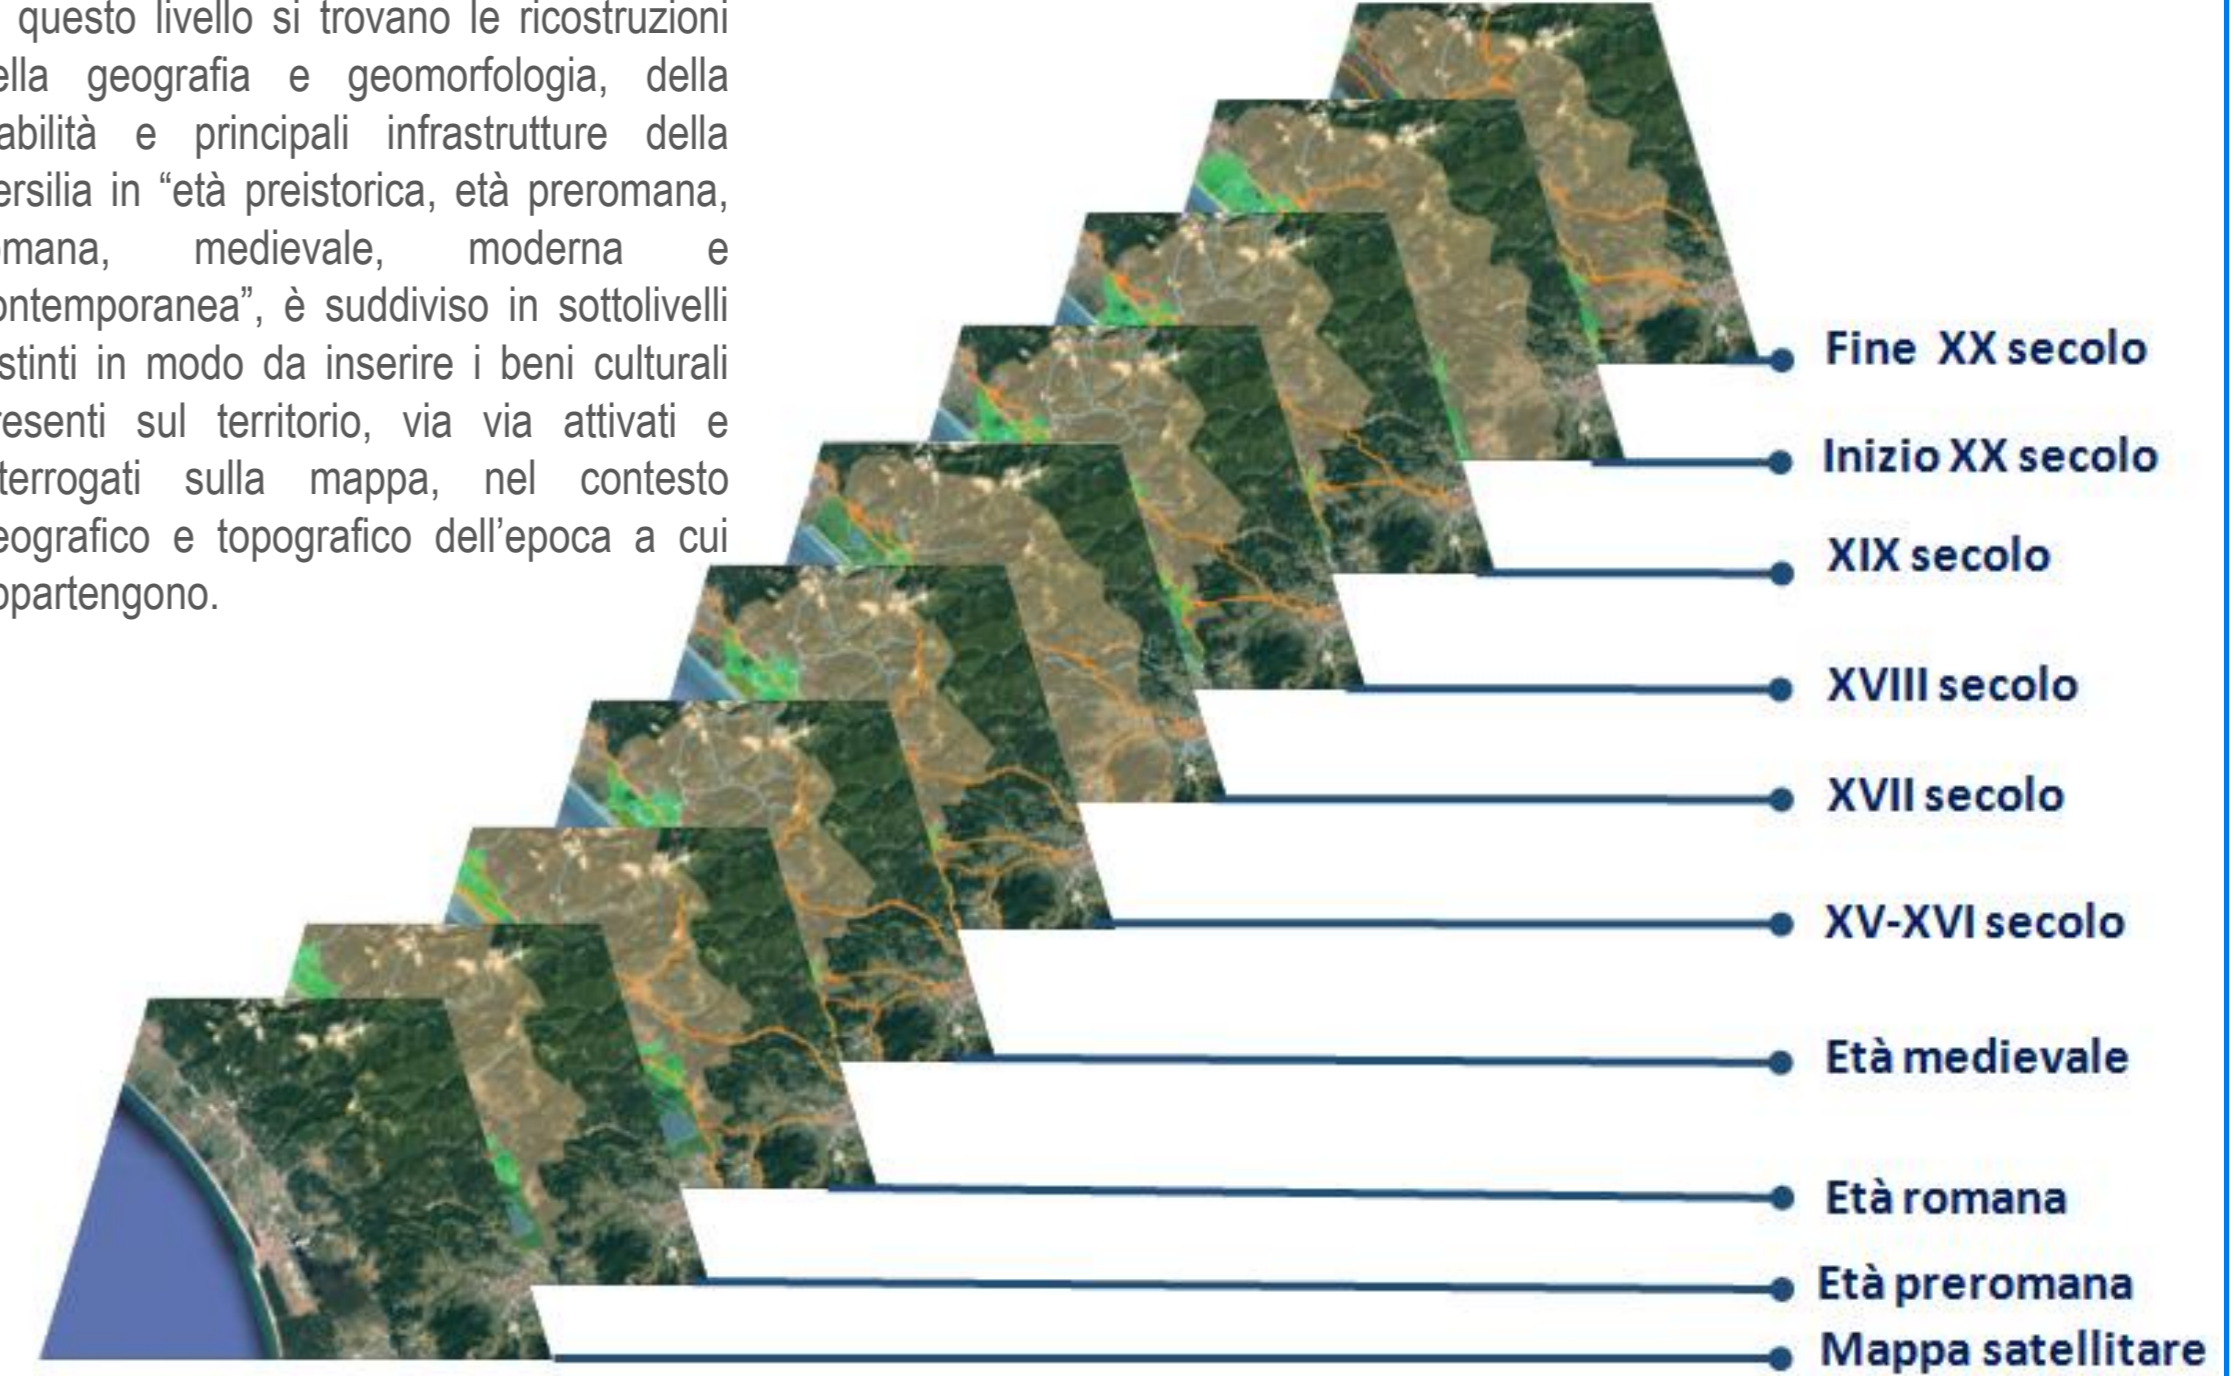 questo livello si trovano le ricostruzioni
ella geografia e geomorfologia, della
abilità e principali infrastrutture della
ersilia in “età preistorica, età preromana,
omana, medievale, moderna e
ontemporanea”, è suddiviso in sottolivelli
stinti in modo da inserire i beni culturali
resenti sul territorio, via via attivati e
terrogati sulla mappa, nel contesto
eografico e topografico dell’epoca a cui
ppartengono.
Fine XX secolo
Inizio XX secolo
XIX secolo
XVIII secolo
XVII secolo
XV-XVI secolo
Età medievale
Età romana
Età preromana
Mappa satellitare